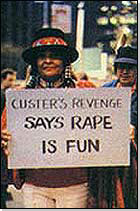 CUSTER'S REVENGE
SAYS RAPE
IS FUN